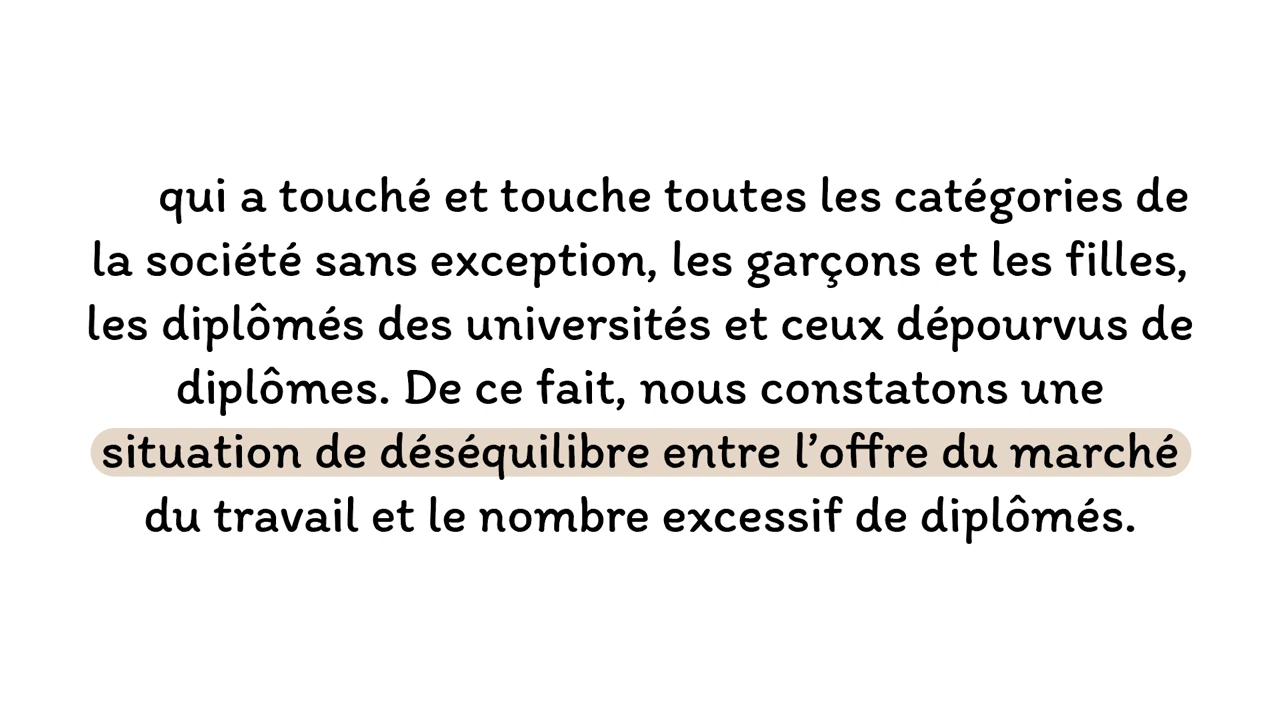 qui a touché et touche toutes les catégories de
la société sans exception, les garçons et les filles,
les diplômés des universités et ceux dépourvus de
diplômes. De ce fait, nous constatons une
situation de déséquilibre entre l’offre du marché
du travail et le nombre excessif de diplômés.